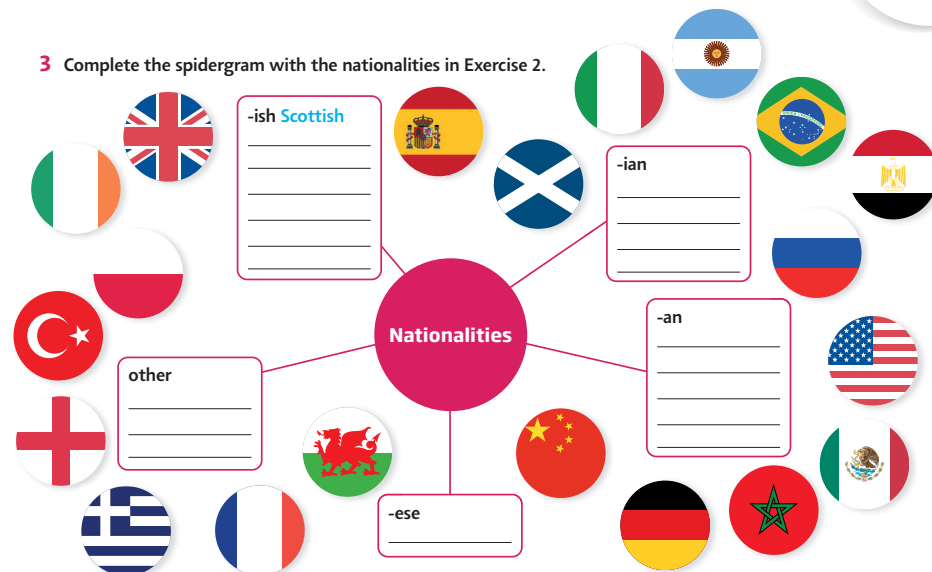 3 Complete the spidergram with the nationalities in Exercise 2.
-ish Scottish
-ian
Nationalities
-an
other
-ese